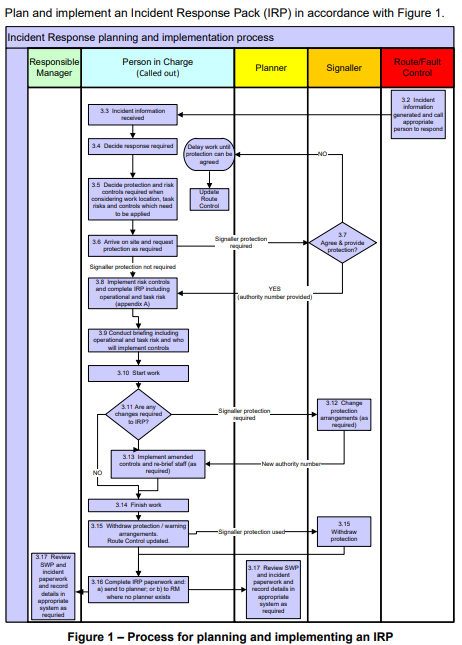 Plan and implement an Incident Response Pack (IRP) in accordance with Figure 1.
Incident Response planning and implementation process
Responsible
Manager
Person in Charge
(Called out)
Planner
Signaller
Route/Fault
Control
3.2 Incident
information
generated and call
appropriate
person to respond
3.3 Incident information
received
3.4 Decide response required
Delay work until
protection can be
agreed
NO
3.5 Decide protection and risk
controls required when
considering work location, task
risks and controls which need
to be applied
Update
Route
Control
3.6 Arrive on site and request
protection as required
Signaller protection
required
3.7
Agree & provide
protection?
Signaller protection not required
3.8 Implement risk controls
and complete IRP including
operational and task risk
(appendix A)
YES
(authority number provided)
3.9 Conduct briefing including
operational and task risk and who
will implement controls
3.10 Start work
3.11 Are any
changes required
to IRP?
Signaller protection
required
3.12 Change
protection
arrangements (as
required)
3.13 Implement amended
controls and re-brief staff (as
required)
New authority number
NO
3.14 Finish work
3.15 Withdraw protection / warning
arrangements.
Route Control updated.
Signaller protection used
3.15
Withdraw
protection
3.17 Review
SWP and
incident
paperwork
and record
details in
appropriate
system as
required
3.16 Complete IRP paperwork and:
a) send to planner; or b) to RM
where no planner exists
3.17 Review SWP
and incident
paperwork and
record details in
appropriate
system as
required
Figure 1 – Process for planning and implementing an IRP